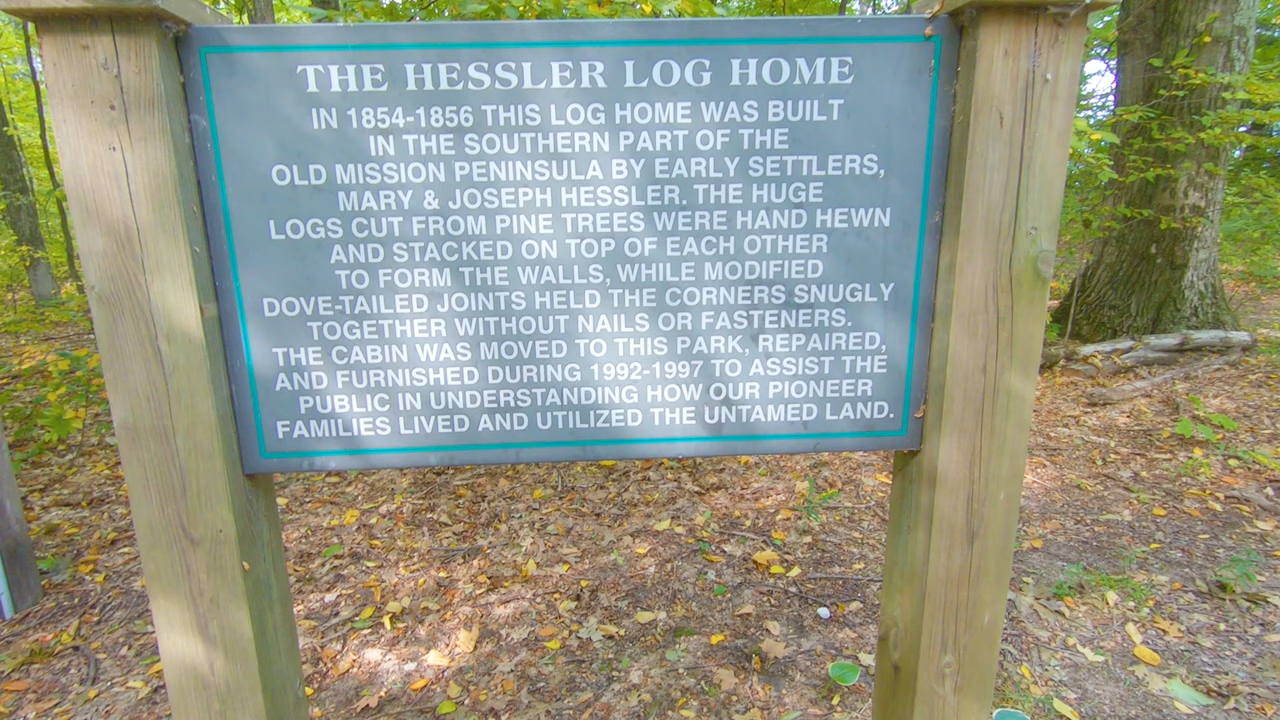 THE HESSLER LOG HOME
IN 1854-1856 THIS LOG HOME WAS BUILT
IN THE SOUTHERN PART OF THE
OLD MISSION PENINSULA BY EARLY SETTLERS,
MARY & JOSEPH HESSLER. THE HUGE
LOGS CUT FROM PINE TREES WERE HAND HEWN
AND STACKED ON TOP OF EACH OTHER
TO FORM THE WALLS, WHILE MODIFIED
DOVE-TAILED JOINTS HELD THE CORNERS SNUGLY
TOGETHER WITHOUT NAILS OR FASTENERS.
THE CABIN WAS MOVED TO THIS PARK, REPAIRED,
AND FURNISHED DURING 1992-1997 TO ASSIST THE
PUBLIC IN UNDERSTANDING HOW OUR PIONEER
FAMILIES LIVED AND UTILIZED THE UNTAMED LAND.